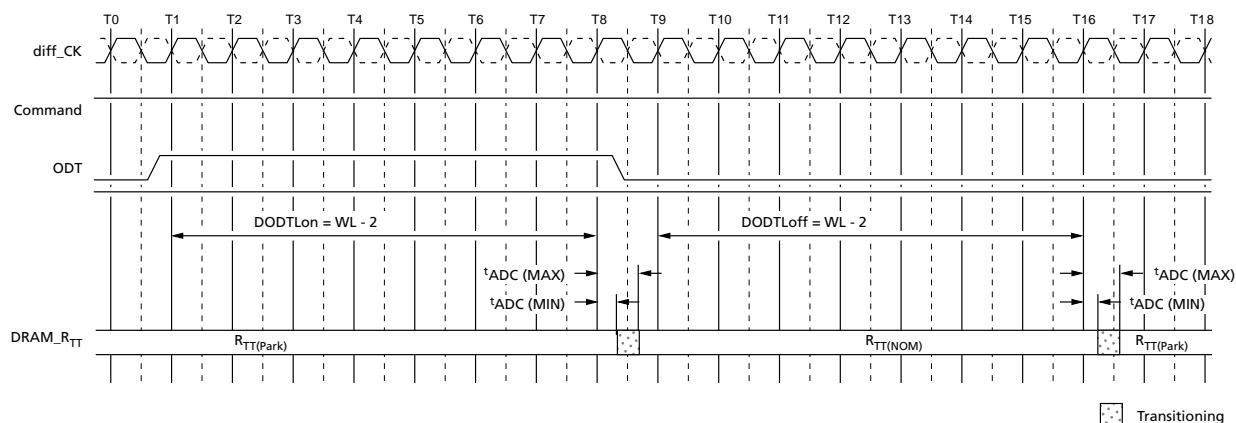 T0 T1 T2 T3 T4 T5 T6 T7 T8 T9 T10 T11 T12 T13 T14 T15 T16 T17 T18
diff_CK
Command
ODT
DODTLon = WL - 2
DODTLoff = WL - 2
tADC (MAX)
tADC (MAX)
tADC (MIN)
tADC (MIN)
DRAM_RTT
RTT(Park)
RTT(NOM)
RTT(Park)
Transitioning